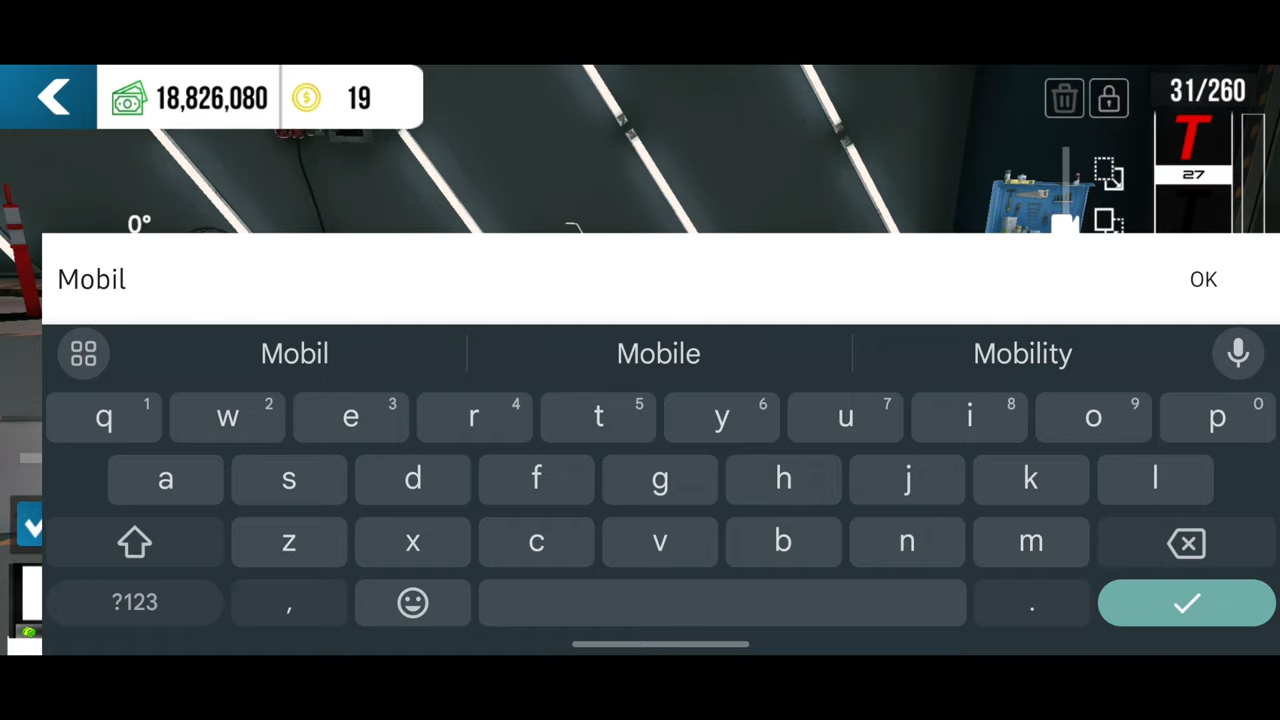 18,826,080 19 31/260
T
27
0°
Mobil OK
Mobil Mobile Mobility
q 1 w 2 e 3 r 4 t 5 y 6 u 7 i 8 o 9 p 0
a s d f g h j k l
z x c v b n m
?123 , .